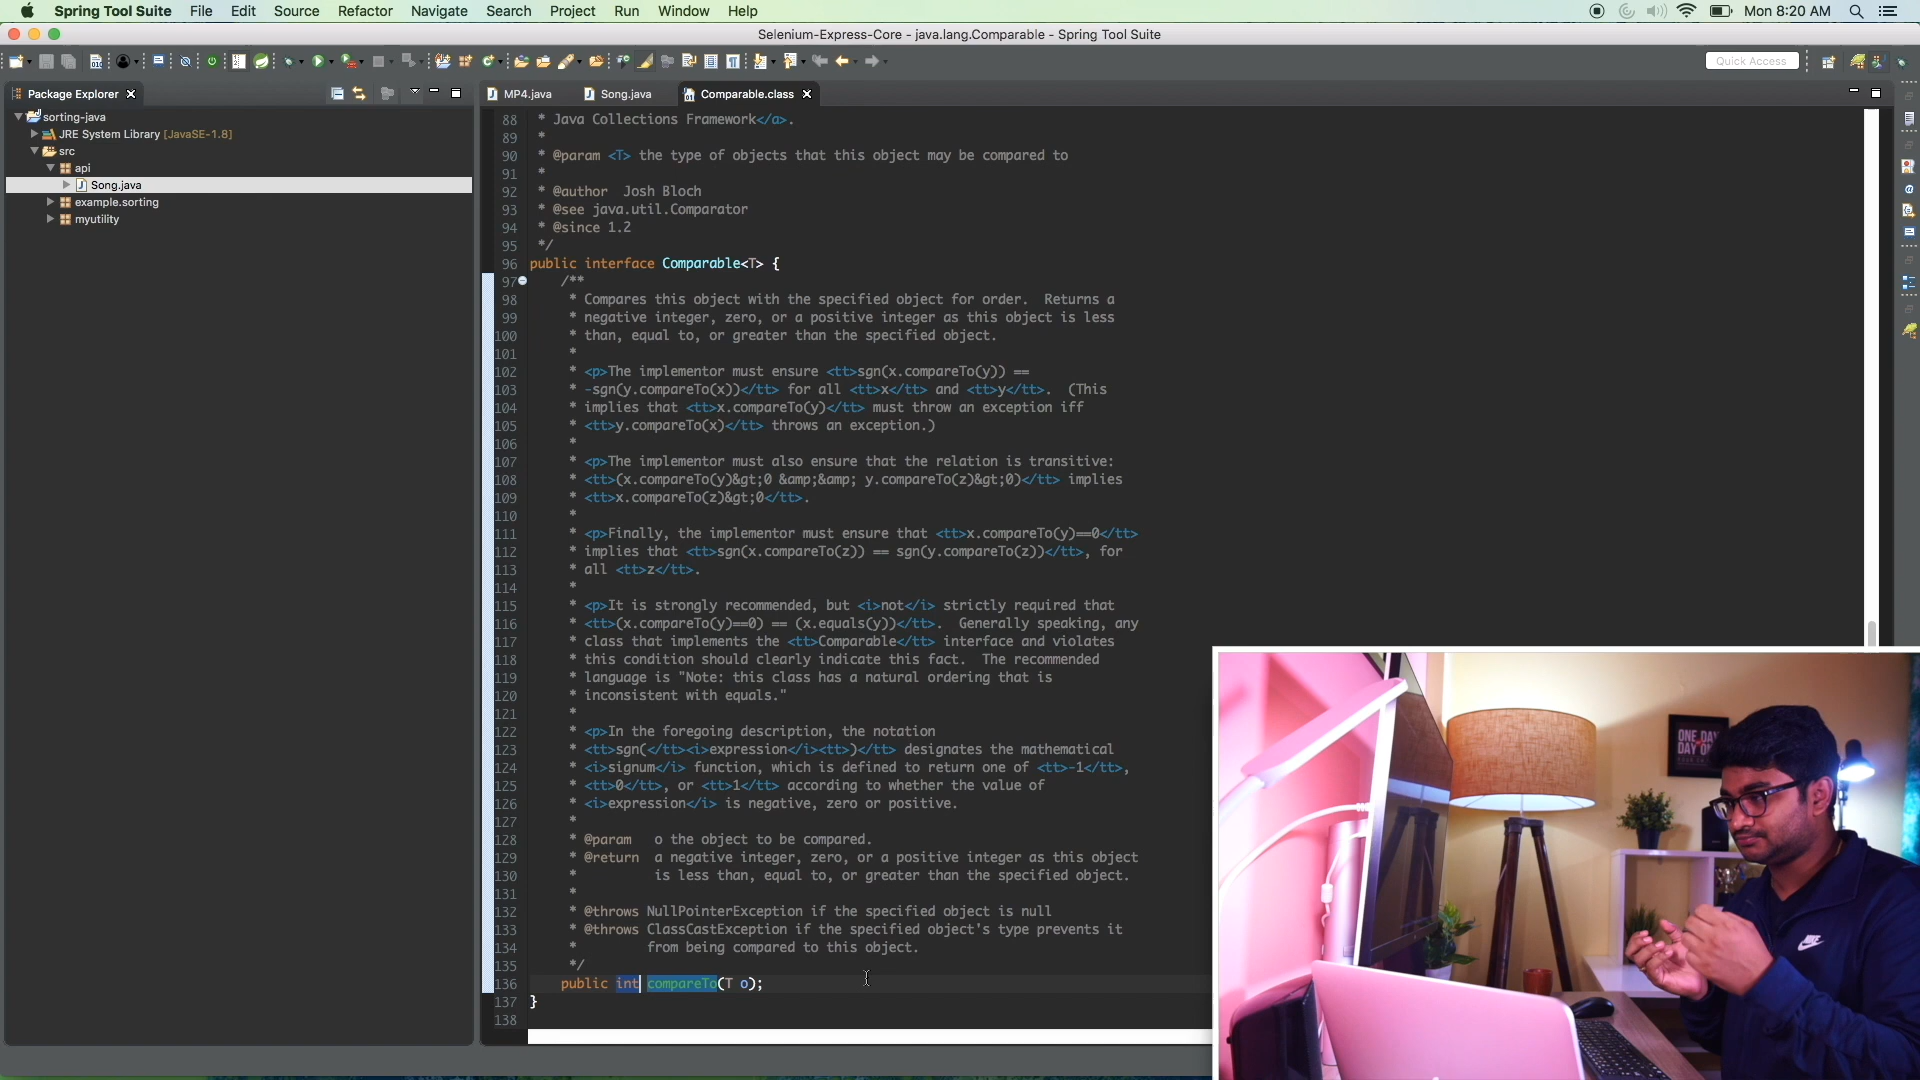 Spring Tool Suite File Edit Source Refactor Navigate Search Project Run Window Help Mon 8:20 AM
Selenium-Express-Core - java.lang.Comparable - Spring Tool Suite
Quick Access
Package Explorer MP4.java Song.java Comparable.class
sorting-java
JRE System Library [JavaSE-1.8]
src
api
Song.java
example.sorting
myutility
88 * Java Collections Framework</a>.
89 *
90 * @param <T> the type of objects that this object may be compared to
91 *
92 * @author  Josh Bloch
93 * @see java.util.Comparator
94 * @since 1.2
95 */
96 public interface Comparable<T> {
97 /**
98 * Compares this object with the specified object for order.  Returns a
99 * negative integer, zero, or a positive integer as this object is less
100 * than, equal to, or greater than the specified object.
101 *
102 * <p>The implementor must ensure <tt>sgn(x.compareTo(y)) ==
103 * -sgn(y.compareTo(x))</tt> for all <tt>x</tt> and <tt>y</tt>.  (This
104 * implies that <tt>x.compareTo(y)</tt> must throw an exception iff
105 * <tt>y.compareTo(x)</tt> throws an exception.)
106 *
107 * <p>The implementor must also ensure that the relation is transitive:
108 * <tt>(x.compareTo(y)&gt;0 &amp;&amp; y.compareTo(z)&gt;0)</tt> implies
109 * <tt>x.compareTo(z)&gt;0</tt>.
110 *
111 * <p>Finally, the implementor must ensure that <tt>x.compareTo(y)==0</tt>
112 * implies that <tt>sgn(x.compareTo(z)) == sgn(y.compareTo(z))</tt>, for
113 * all <tt>z</tt>.
114 *
115 * <p>It is strongly recommended, but <i>not</i> strictly required that
116 * <tt>(x.compareTo(y)==0) == (x.equals(y))</tt>.  Generally speaking, any
117 * class that implements the <tt>Comparable</tt> interface and violates
118 * this condition should clearly indicate this fact.  The recommended
119 * language is "Note: this class has a natural ordering that is
120 * inconsistent with equals."
121 *
122 * <p>In the foregoing description, the notation
123 * <tt>sgn(</tt><i>expression</i><tt>)</tt> designates the mathematical
124 * <i>signum</i> function, which is defined to return one of <tt>-1</tt>,
125 * <tt>0</tt>, or <tt>1</tt> according to whether the value of
126 * <i>expression</i> is negative, zero or positive.
127 *
128 * @param   o the object to be compared.
129 * @return  a negative integer, zero, or a positive integer as this object
130 *          is less than, equal to, or greater than the specified object.
131 *
132 * @throws NullPointerException if the specified object is null
133 * @throws ClassCastException if the specified object's type prevents it
134 *         from being compared to this object.
135 */
136 public int compareTo(T o);
137 }
138
ONE DAY
DAY ON